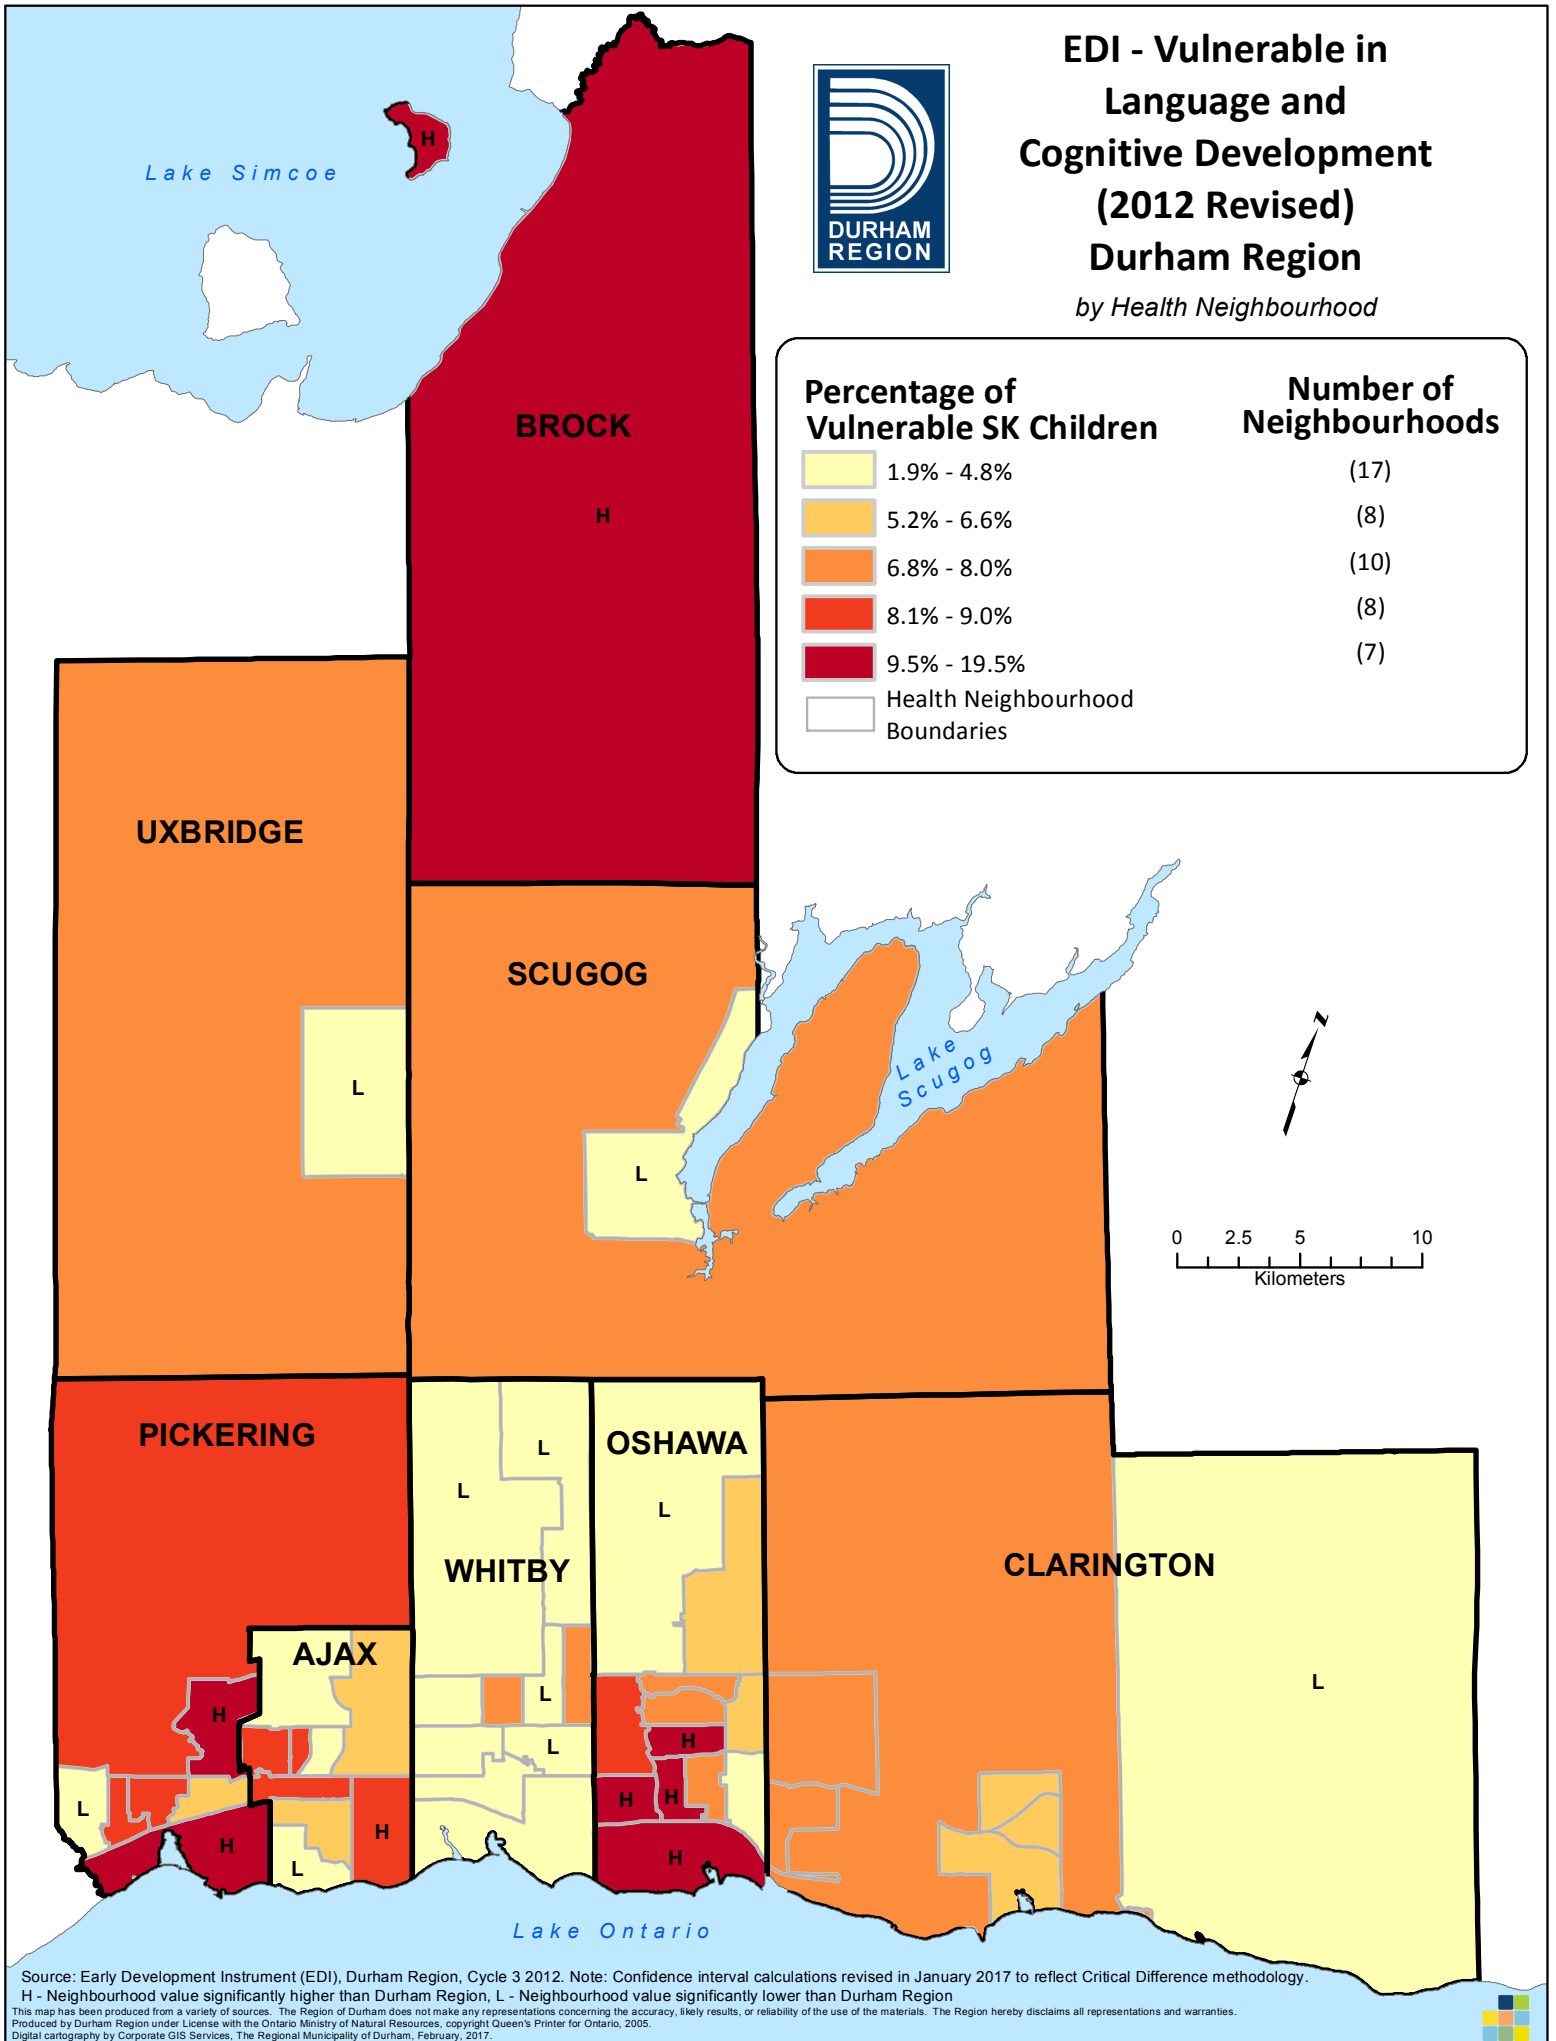 EDI - Vulnerable in
Language and
Cognitive Development
(2012 Revised)
Durham Region
by Health Neighbourhood
DURHAM
REGION
Percentage of
Vulnerable SK Children
Number of
Neighbourhoods
1.9% - 4.8% (17)
5.2% - 6.6% (8)
6.8% - 8.0% (10)
8.1% - 9.0% (8)
9.5% - 19.5% (7)
Health Neighbourhood
Boundaries
H
Lake Simcoe
BROCK
H
UXBRIDGE
SCUGOG
L
L
Lake
Scugog
N
0 2.5 5 10
Kilometers
PICKERING
L
L
OSHAWA
L
WHITBY
CLARINGTON
AJAX
L
L
H
H
L
L
H
H
H
L
H
L
H
Lake Ontario
Source: Early Development Instrument (EDI), Durham Region, Cycle 3 2012. Note: Confidence interval calculations revised in January 2017 to reflect Critical Difference methodology.
H - Neighbourhood value significantly higher than Durham Region, L - Neighbourhood value significantly lower than Durham Region
This map has been produced from a variety of sources. The Region of Durham does not make any representations concerning the accuracy, likely results, or reliability of the use of the materials. The Region hereby disclaims all representations and warranties.
Produced by Durham Region under License with the Ontario Ministry of Natural Resources, copyright Queen's Printer for Ontario, 2005.
Digital cartography by Corporate GIS Services, The Regional Municipality of Durham, February, 2017.